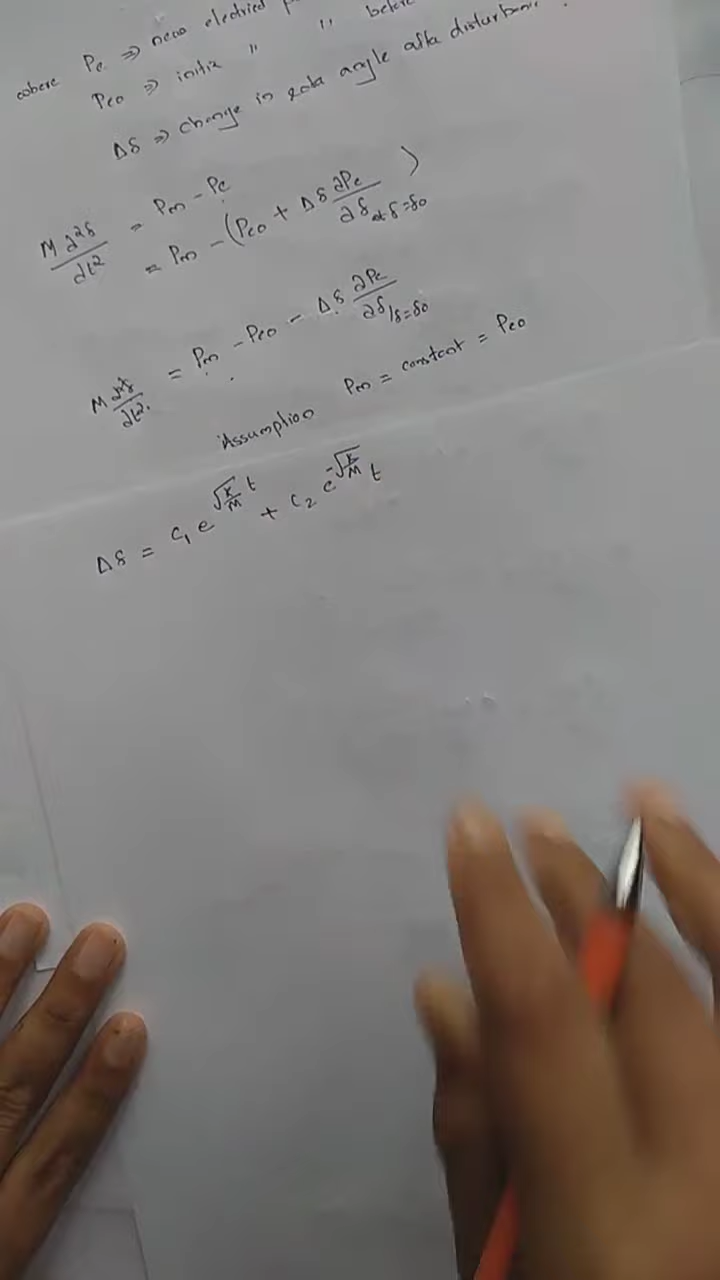 where Pe ⇒ new electrical
Peo ⇒ initia " " before
Δδ ⇒ change in rotor angle after disturbance.
M d²δ/dt² = Pm - Pe
= Pm - (Peo + Δδ ∂Pe/∂δ at δ=δo)
M d²δ/dt² = Pm - Peo - Δδ ∂Pe/∂δ |δ=δo
Assumption Pm = constant = Peo
Δδ = C₁ e^√(K/M) t + C₂ e^-√(K/M) t